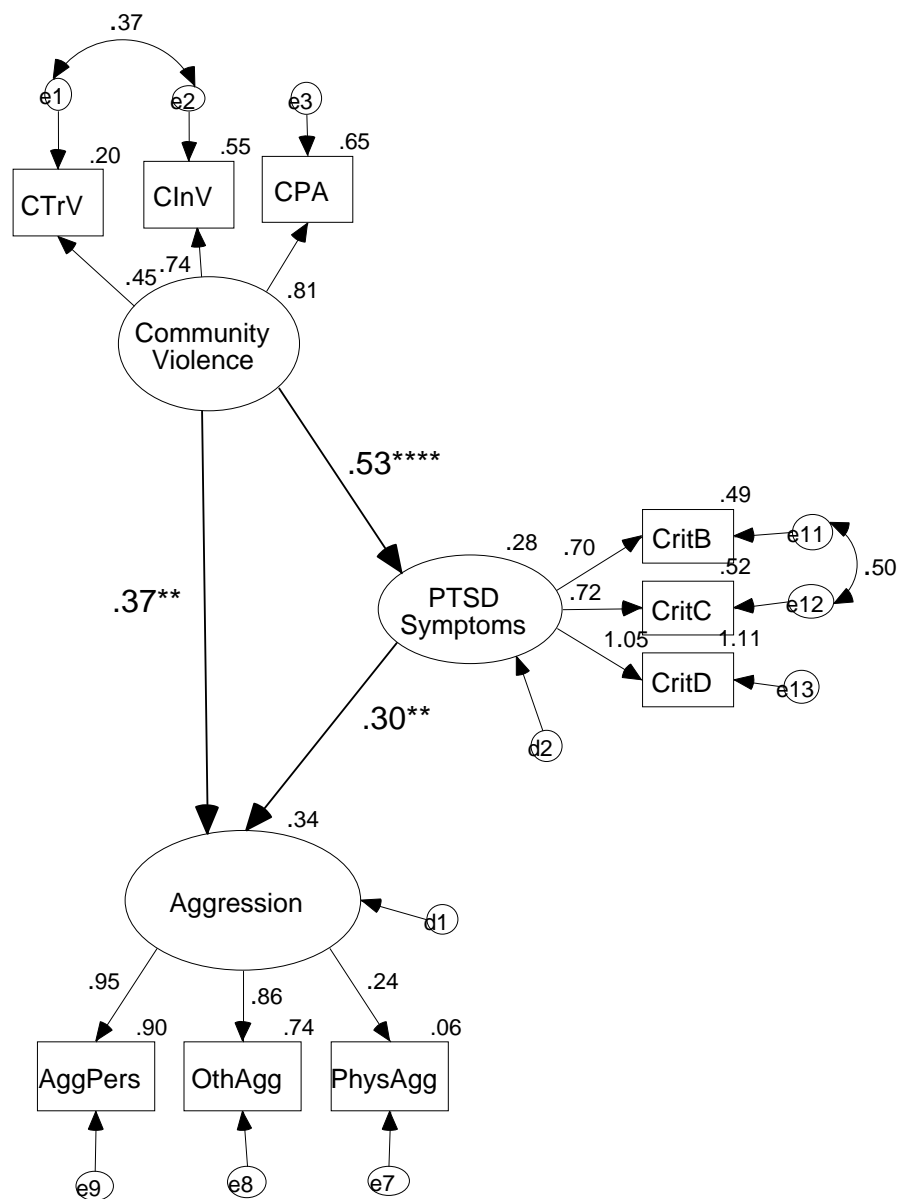 .37
e1
e2
e3
.20
.55
.65
CTrV
CInV
CPA
.45
.74
.81
Community
Violence
.53****
.37**
.49
.70
CritB
e11
.28
.52
.50
PTSD
Symptoms
.72
CritC
e12
1.05
1.11
CritD
e13
.30**
d2
.34
Aggression
d1
.95
.86
.24
.90
.74
.06
AggPers
OthAgg
PhysAgg
e9
e8
e7